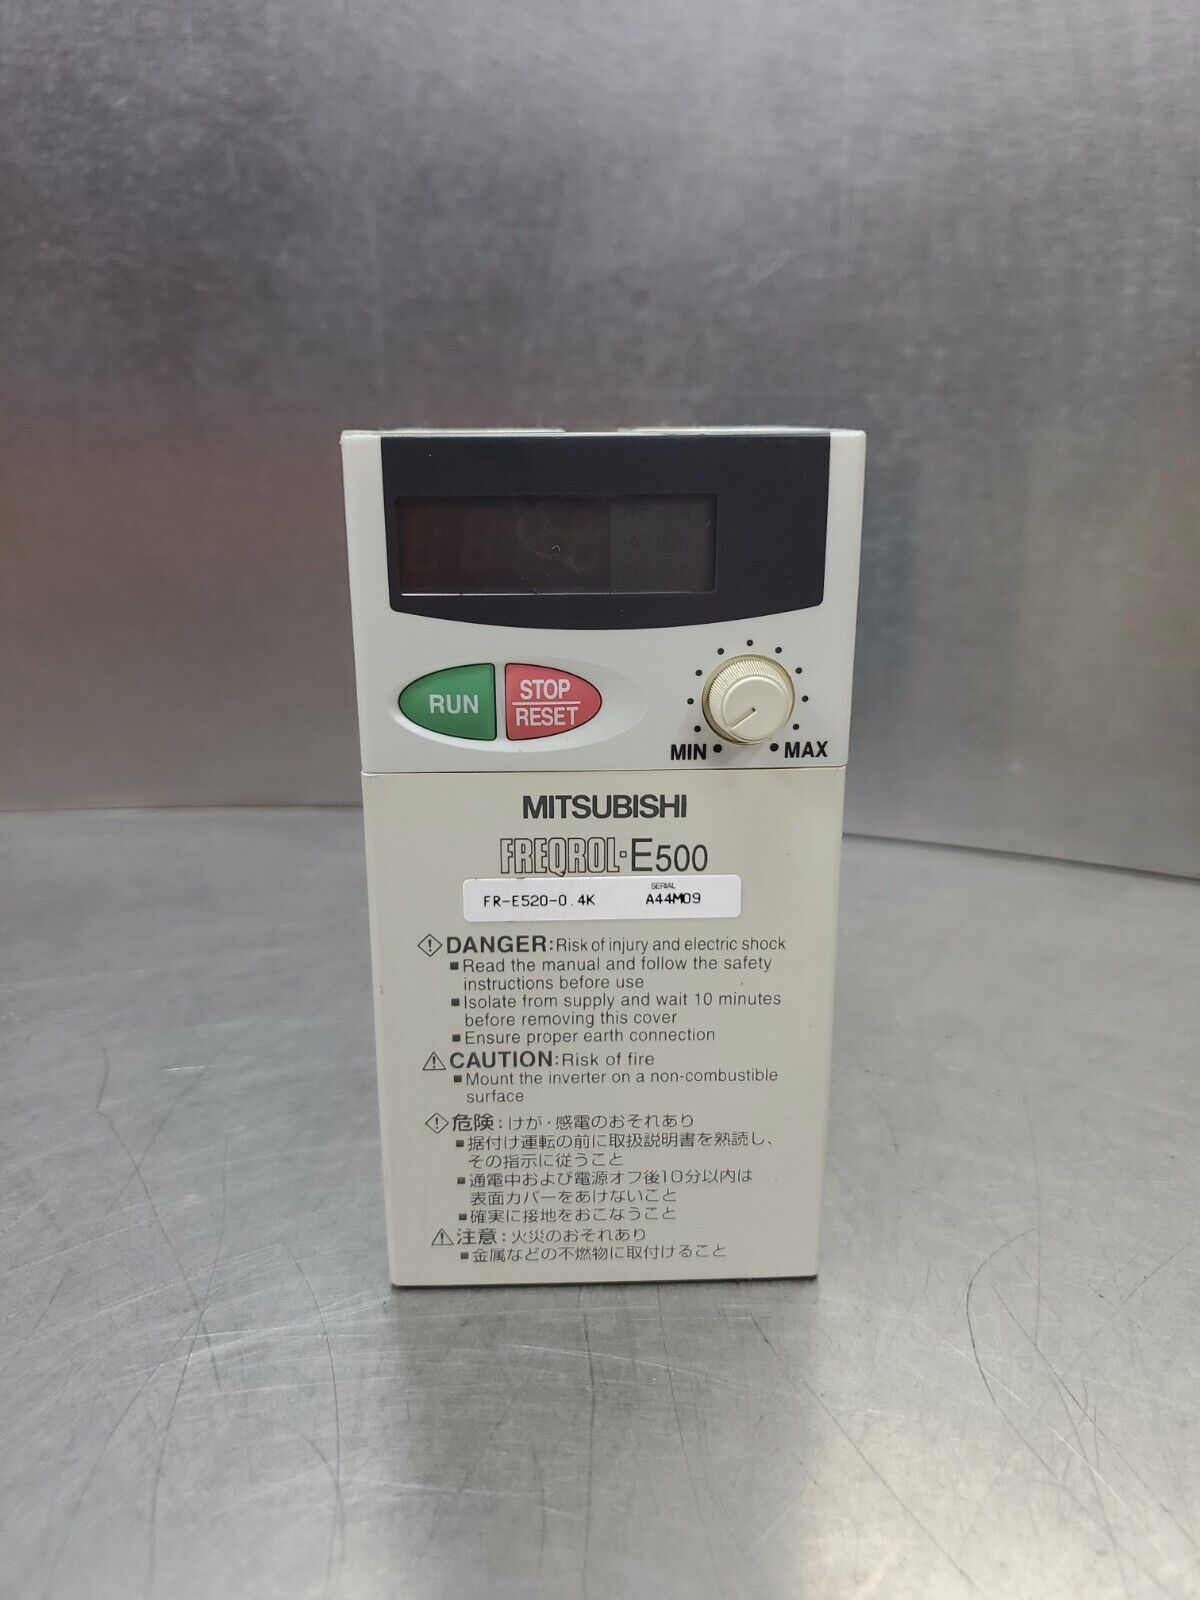 RUN
STOP
RESET
MIN
MAX
MITSUBISHI
FREQROL-E500
SERIAL
FR-E520-0.4K A44M09
DANGER:Risk of injury and electric shock
■Read the manual and follow the safety
instructions before use
■Isolate from supply and wait 10 minutes
before removing this cover
■Ensure proper earth connection
CAUTION:Risk of fire
■Mount the inverter on a non-combustible
surface
危険:けが・感電のおそれあり
■据付け運転の前に取扱説明書を熟読し、
その指示に従うこと
■通電中および電源オフ後10分以内は
表面カバーをあけないこと
■確実に接地をおこなうこと
注意:火災のおそれあり
■金属などの不燃物に取付けること